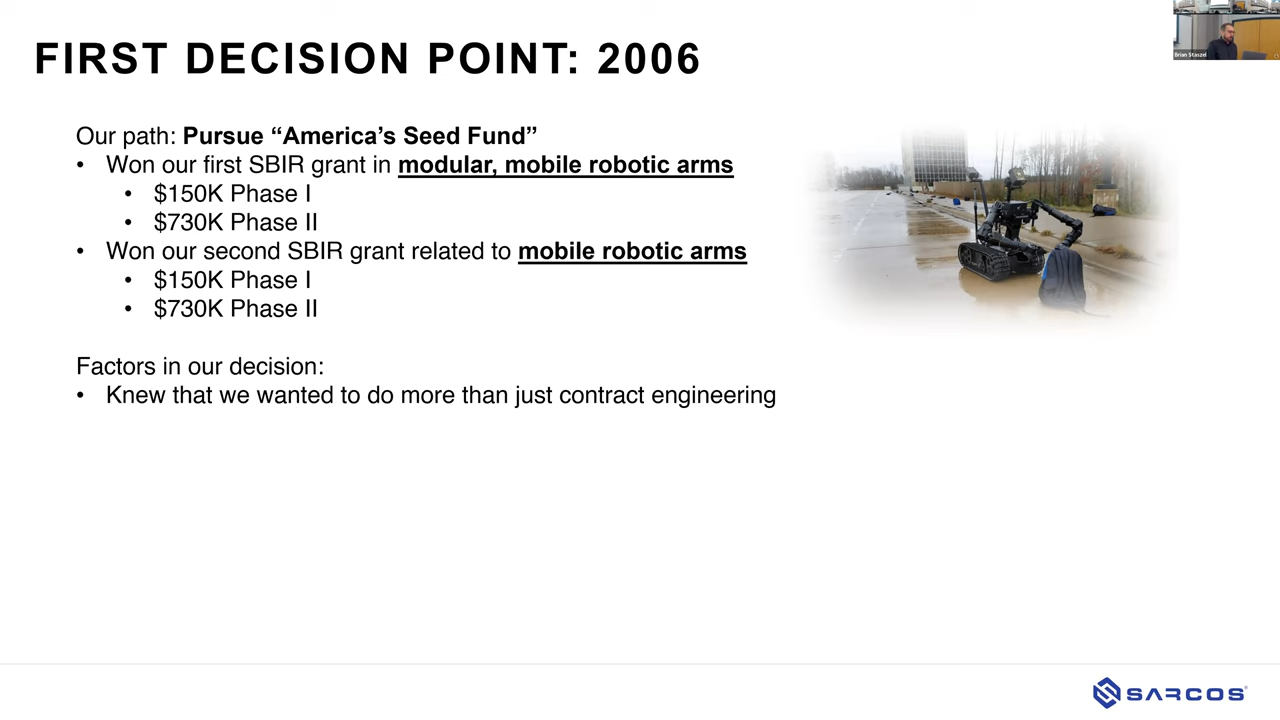 FIRST DECISION POINT: 2006
Brian Staszel
Our path: Pursue “America’s Seed Fund”
• Won our first SBIR grant in modular, mobile robotic arms
• $150K Phase I
• $730K Phase II
• Won our second SBIR grant related to mobile robotic arms
• $150K Phase I
• $730K Phase II
Factors in our decision:
• Knew that we wanted to do more than just contract engineering
SARCOS®